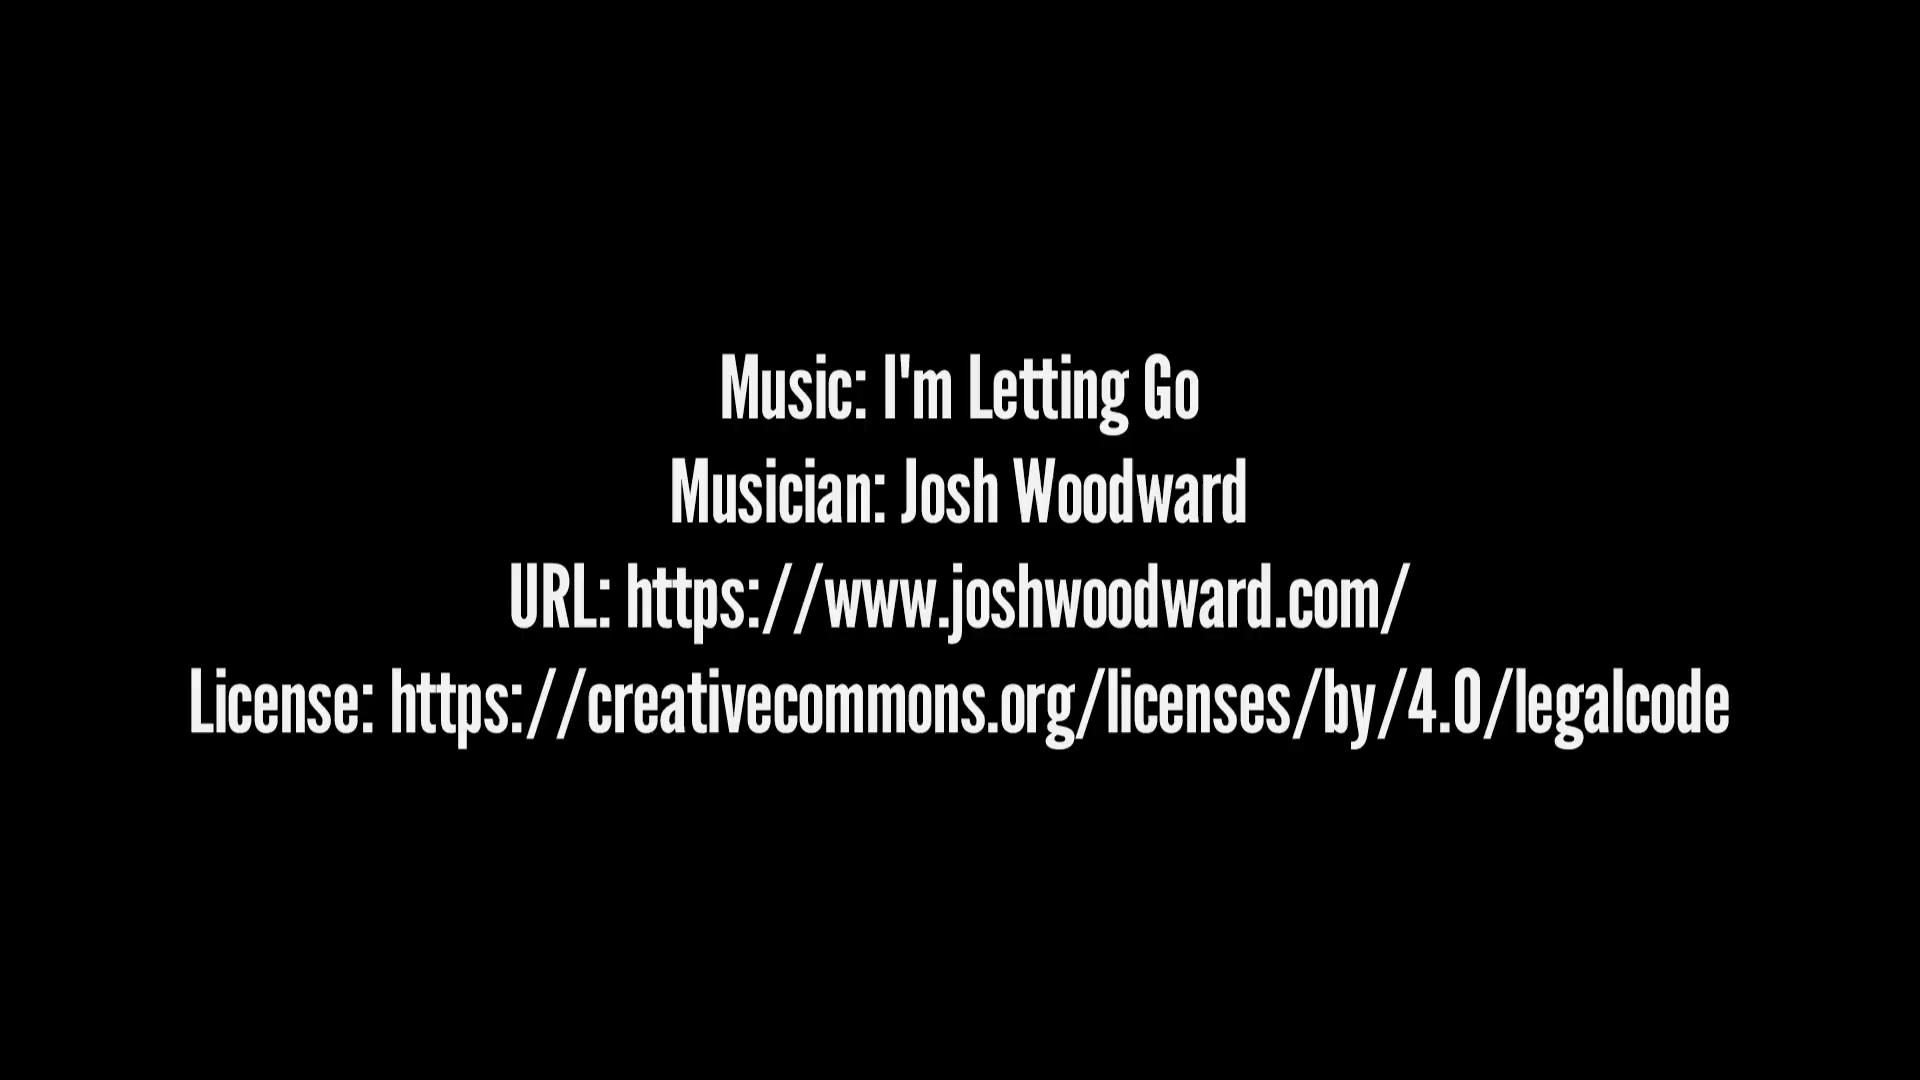 Music: I'm Letting Go
Musician: Josh Woodward
URL: https://www.joshwoodward.com/
License: https://creativecommons.org/licenses/by/4.0/legalcode